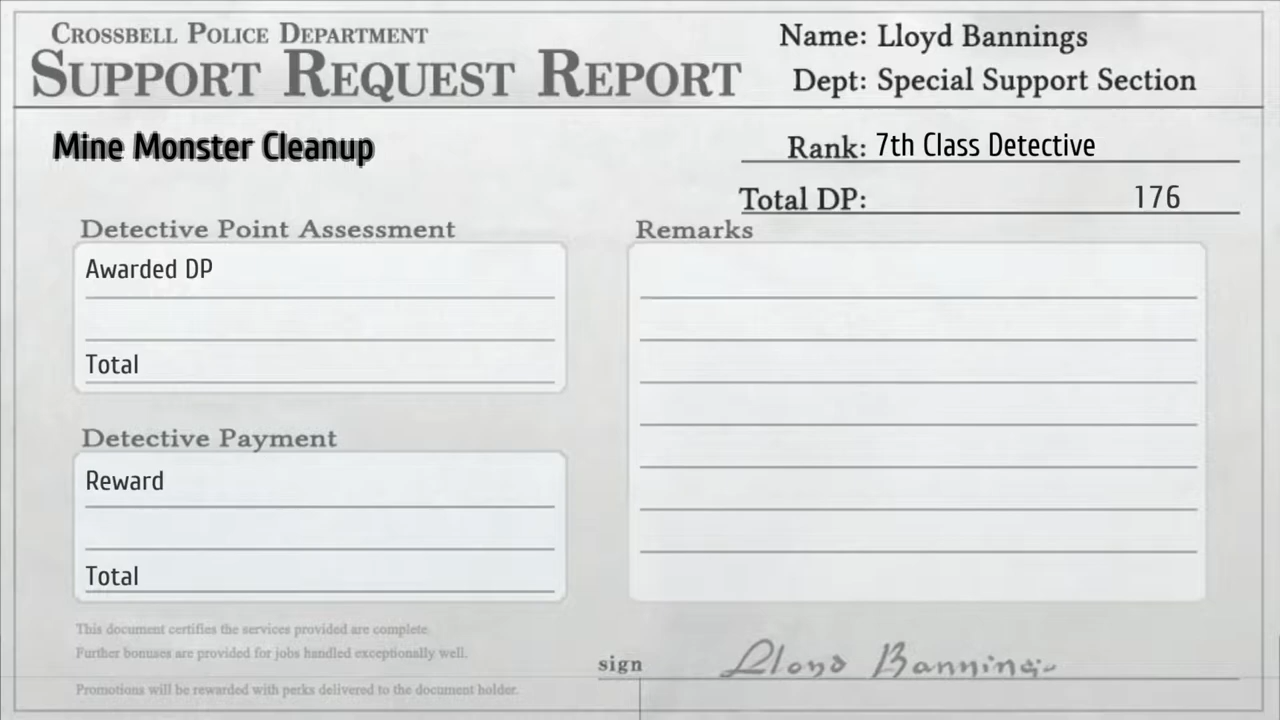 Crossbell Police Department
Support Request Report
Name: Lloyd Bannings
Dept: Special Support Section
Mine Monster Cleanup
Rank: 7th Class Detective
Total DP: 176
Detective Point Assessment
Awarded DP
Total
Detective Payment
Reward
Total
Remarks
This document certifies the services provided are complete.
Further bonuses are provided for jobs handled exceptionally well.
Promotions will be rewarded with perks delivered to the document holder.
sign Lloyd Bannings